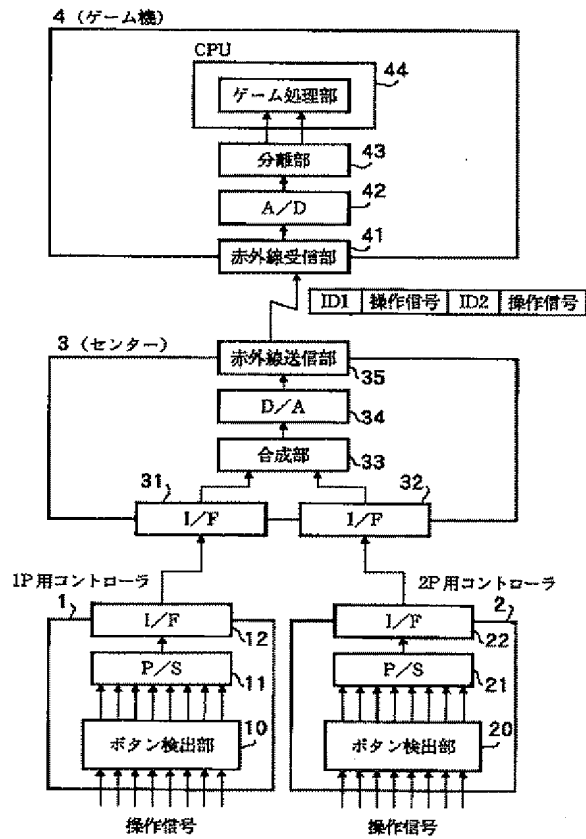 4 (ゲーム機)
CPU
44
ゲーム処理部
分離部
43
A/D
42
赤外線受信部
41
ID1 操作信号 ID2 操作信号
3 (センター)
赤外線送信部
35
D/A
34
合成部
33
31
32
I/F
I/F
1P用コントローラ
2P用コントローラ
1
2
I/F
12
I/F
22
P/S
11
P/S
21
ボタン検出部
10
ボタン検出部
20
操作信号
操作信号